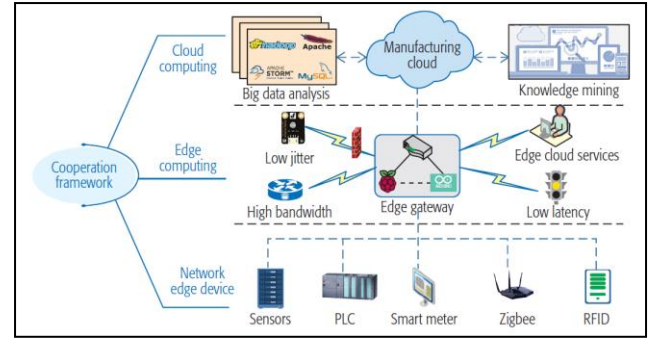 Cloud
computing
hadoop
Apache
APACHE
STORM
MySQL
Big data analysis
Manufacturing
cloud
Knowledge mining
Cooperation
framework
Edge
computing
Low jitter
High bandwidth
Edge gateway
Edge cloud services
Low latency
Network
edge device
Sensors
PLC
Smart meter
Zigbee
RFID